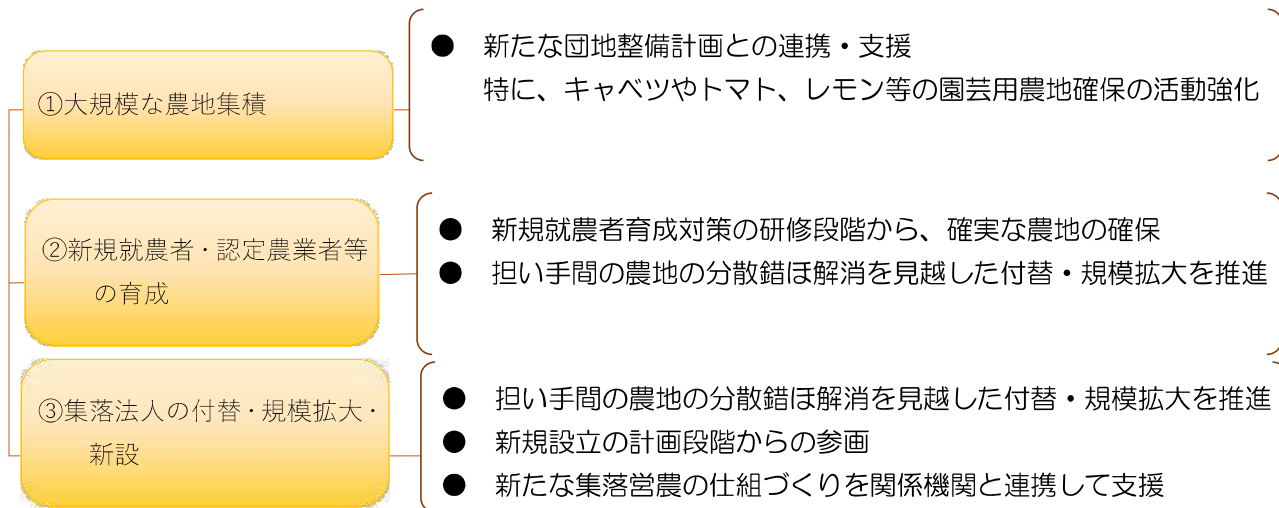 ①大規模な農地集積
● 新たな団地整備計画との連携・支援
特に、キャベツやトマト、レモン等の園芸用農地確保の活動強化
②新規就農者・認定農業者等
の育成
● 新規就農者育成対策の研修段階から、確実な農地の確保
● 担い手間の農地の分散錯ほ解消を見越した付替・規模拡大を推進
③集落法人の付替・規模拡大・
新設
● 担い手間の農地の分散錯ほ解消を見越した付替・規模拡大を推進
● 新規設立の計画段階からの参画
● 新たな集落営農の仕組づくりを関係機関と連携して支援